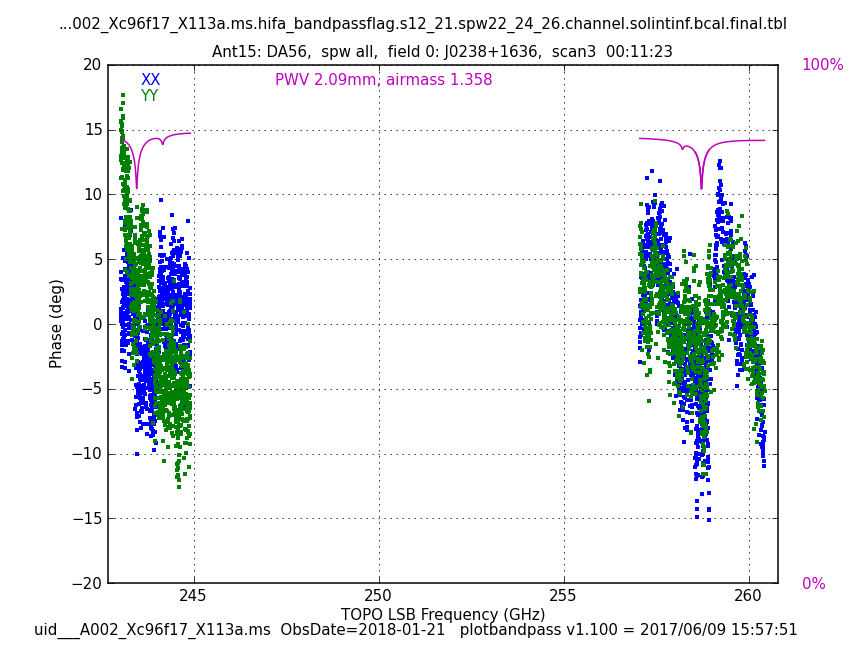 ...002_Xc96f17_X113a.ms.hifa_bandpassflag.s12_21.spw22_24_26.channel.solintinf.bcal.final.tbl
Ant15: DA56,  spw all,  field 0: J0238+1636,  scan3  00:11:23
20
100%
XX
PWV 2.09mm, airmass 1.358
YY
15
10
5
0
Phase (deg)
−5
−10
−15
−20
0%
245
250
255
260
TOPO LSB Frequency (GHz)
uid___A002_Xc96f17_X113a.ms  ObsDate=2018-01-21   plotbandpass v1.100 = 2017/06/09 15:57:51